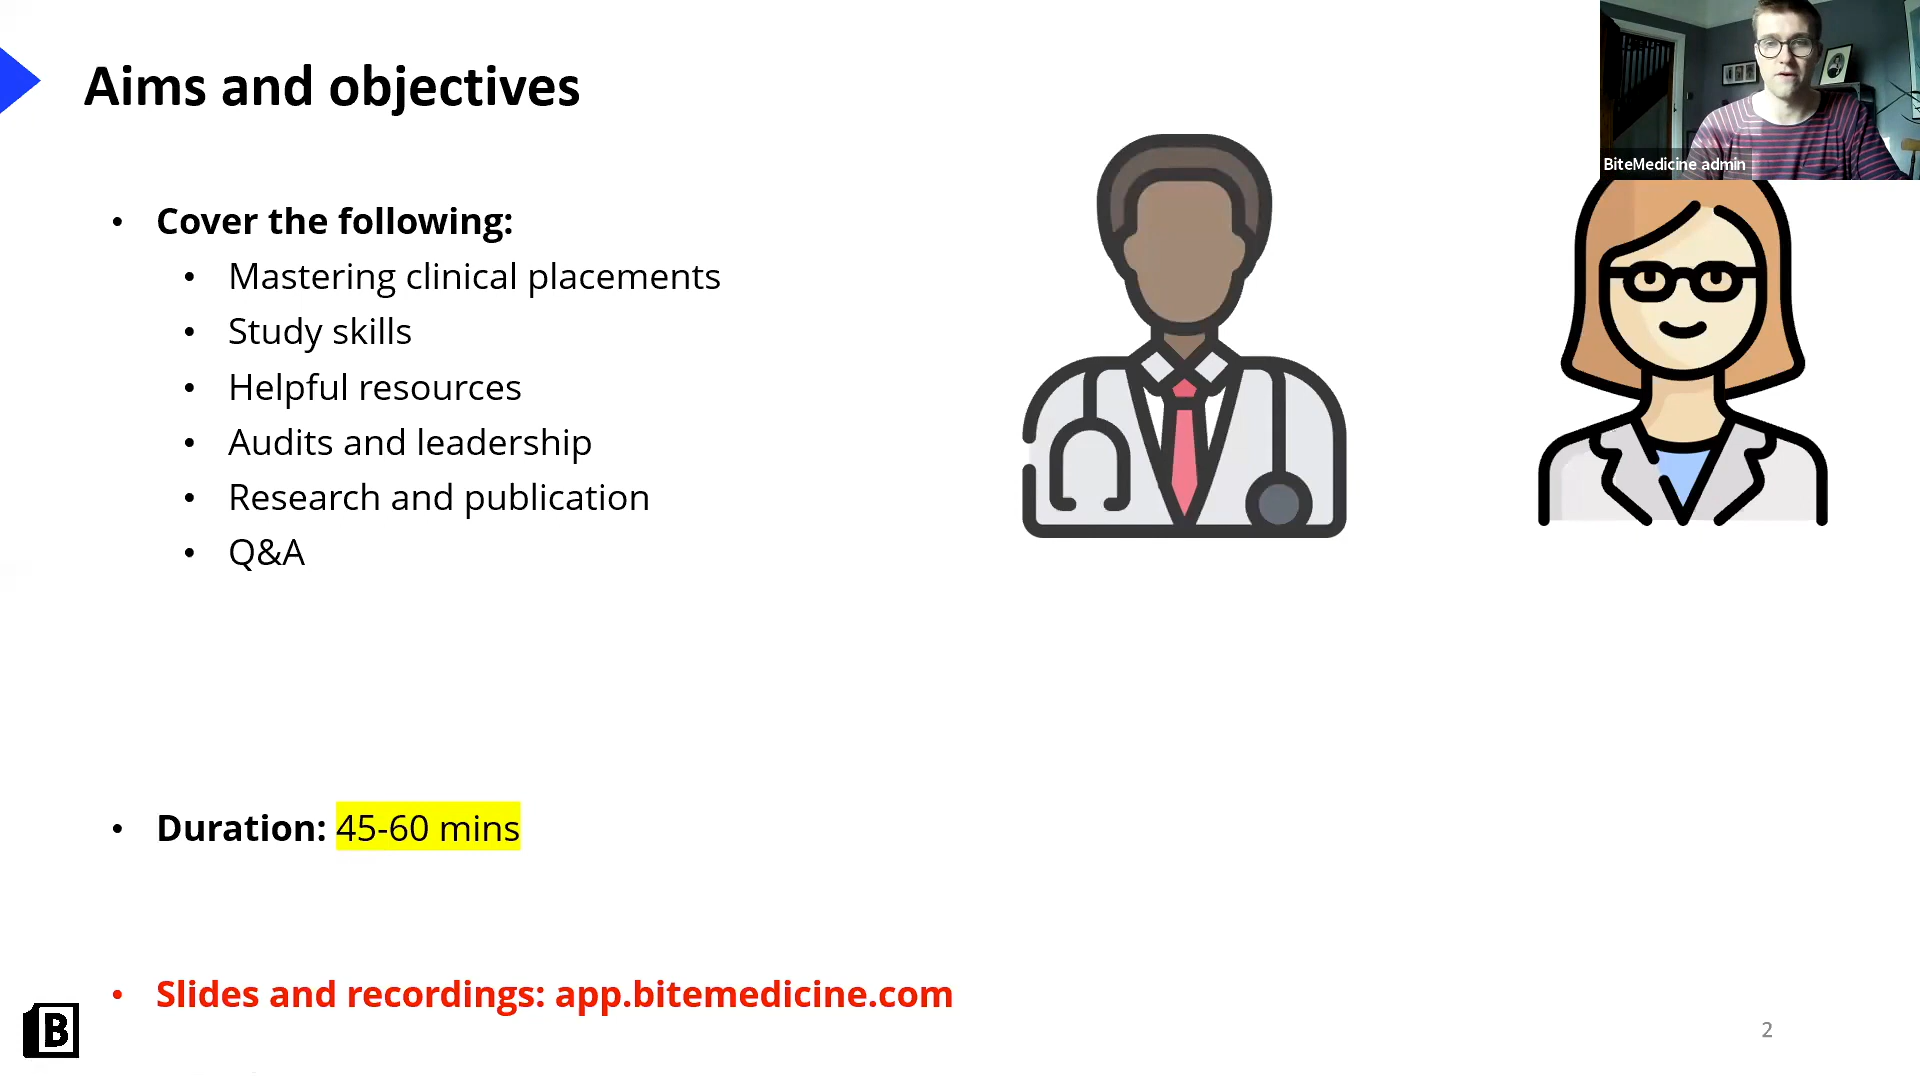 Aims and objectives
BiteMedicine admin
• Cover the following:
• Mastering clinical placements
• Study skills
• Helpful resources
• Audits and leadership
• Research and publication
• Q&A
• Duration: 45-60 mins
• Slides and recordings: app.bitemedicine.com
B
2